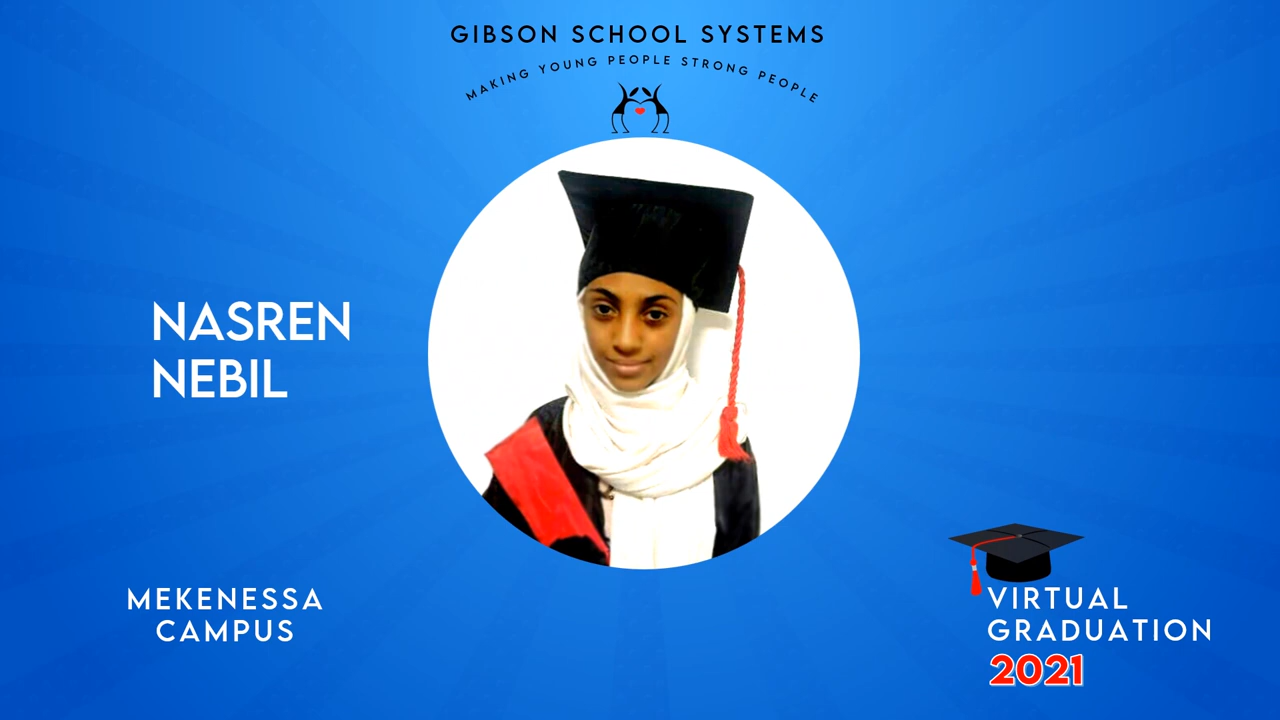 GIBSON SCHOOL SYSTEMS
MAKING YOUNG PEOPLE STRONG PEOPLE
NASREN
NEBIL
MEKENESSA
CAMPUS
VIRTUAL
GRADUATION
2021